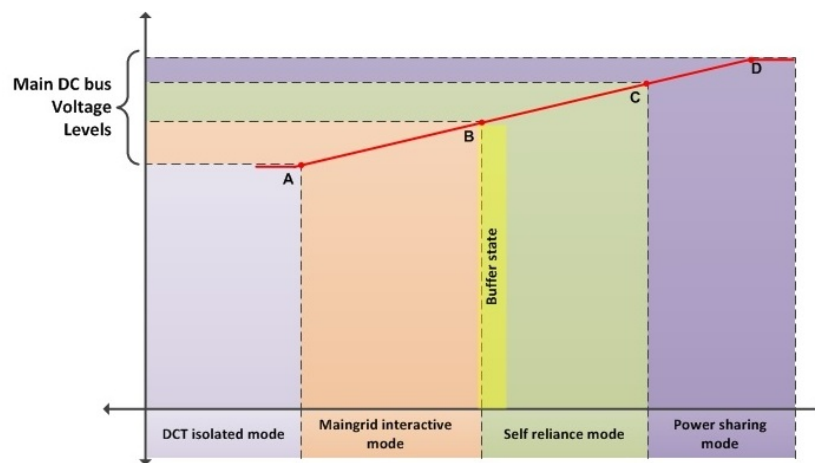 Main DC bus
Voltage
Levels
A
B
C
D
Buffer state
DCT isolated mode
Maingrid interactive
mode
Self reliance mode
Power sharing
mode